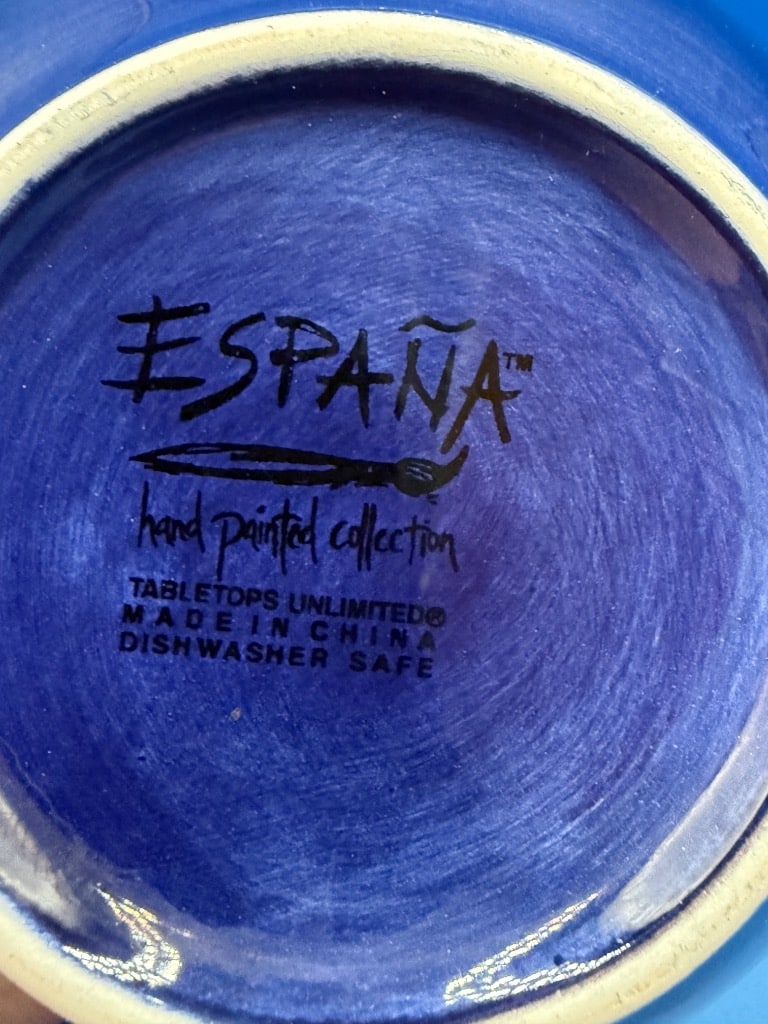 ESPAÑA™
hand painted collection
TABLETOPS UNLIMITED®
MADE IN CHINA
DISHWASHER SAFE